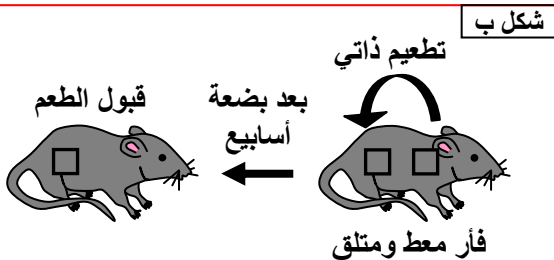 شكل ب
تطعيم ذاتي
بعد بضعة
أسابيع
قبول الطعم
فأر معط ومتلق